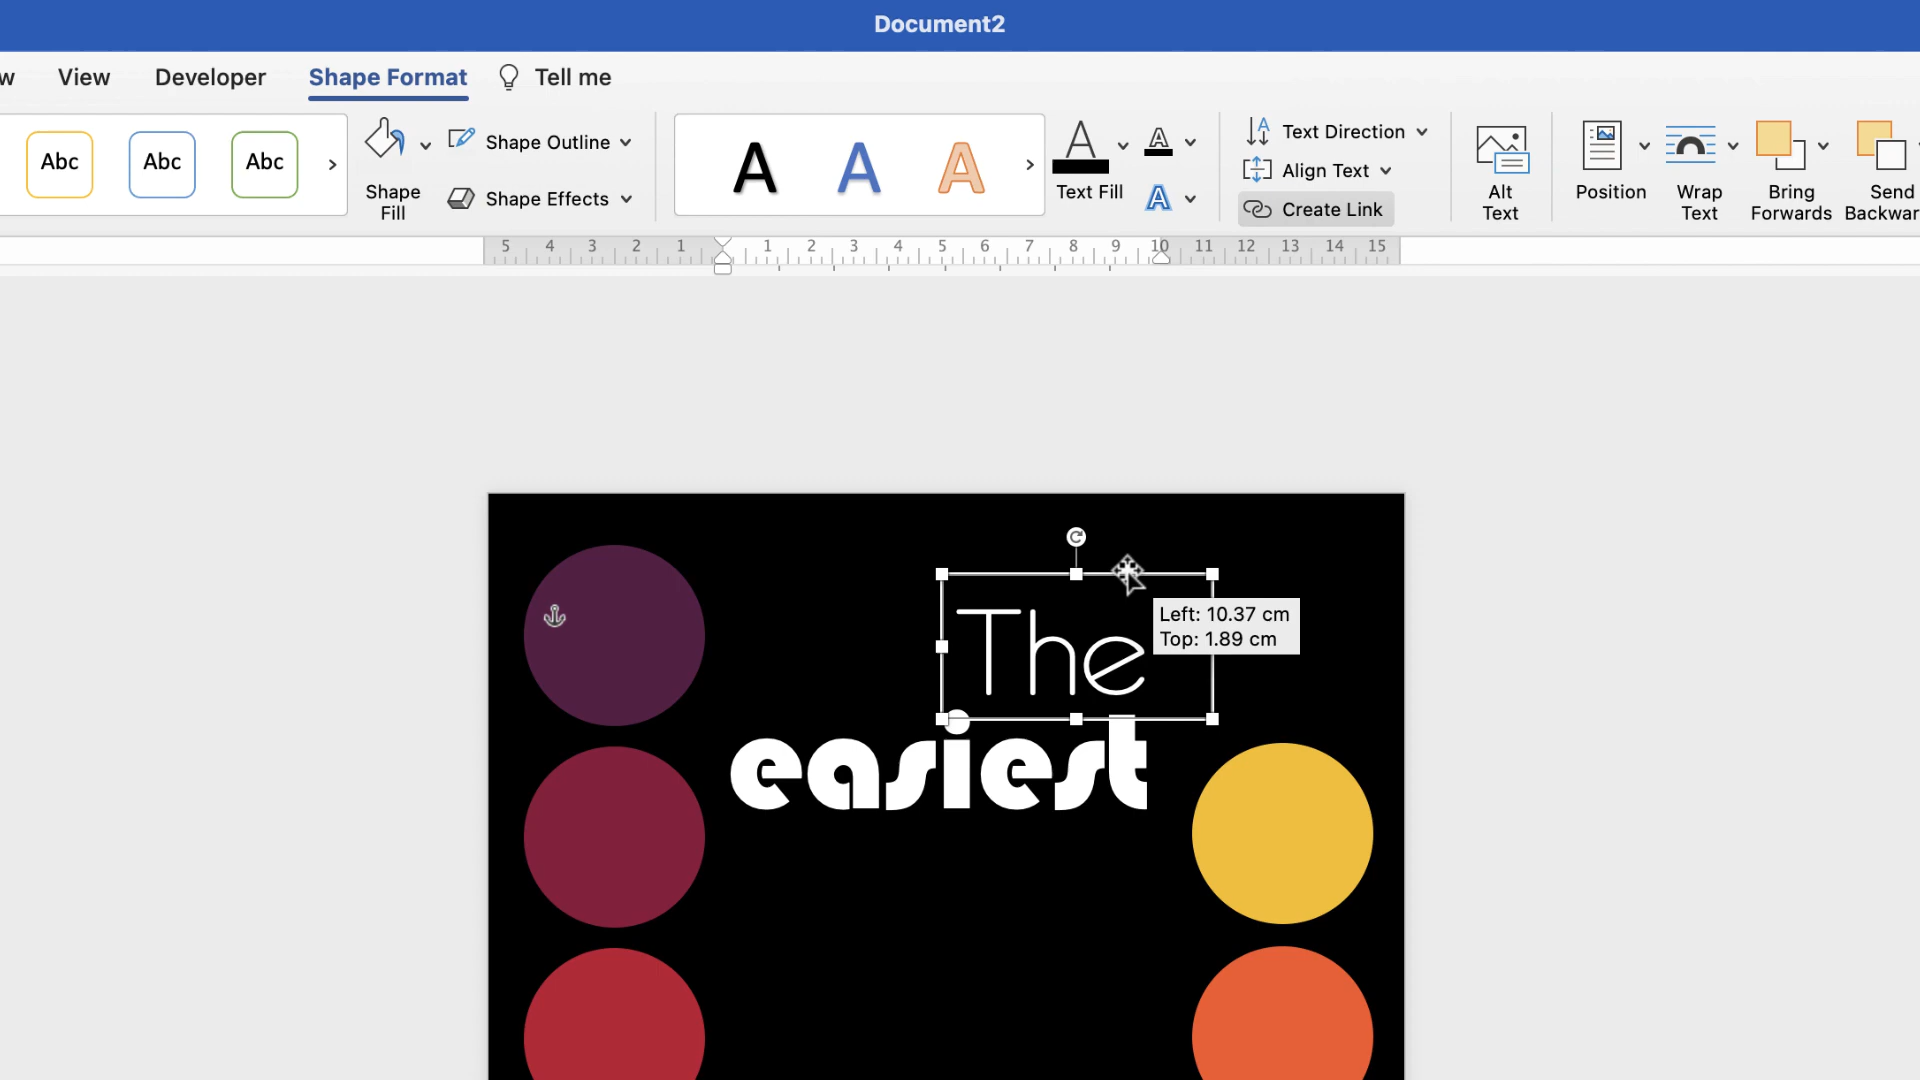 Document2
w View Developer Shape Format Tell me
Abc Abc Abc
Shape Fill
Shape Outline
Shape Effects
A A A
Text Fill
Text Direction
Align Text
Create Link
Alt Text
Position
Wrap Text
Bring Forwards
Send Backwar
5 4 3 2 1 1 2 3 4 5 6 7 8 9 10 11 12 13 14 15
The
Left: 10.37 cm
Top: 1.89 cm
easiest